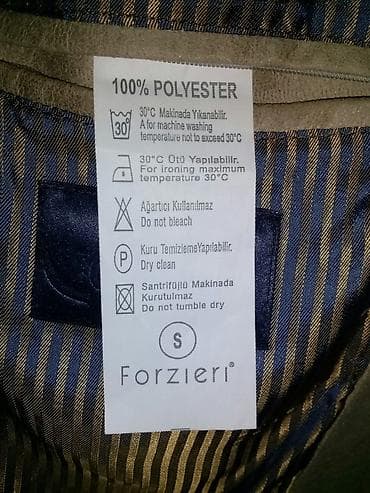 100% POLYESTER
30
30°C Makinada Yıkanabilir.
A for machine washing
temperature not to exceed 30°C
30°C Ütü Yapılabilir.
For ironing maximum
temperature 30°C
Ağartıcı Kullanılmaz
Do not bleach
P
Kuru TemizlemeYapılabilir.
Dry clean
Santrifüjlü Makinada
Kurutulmaz
Do not tumble dry
S
Forzieri®